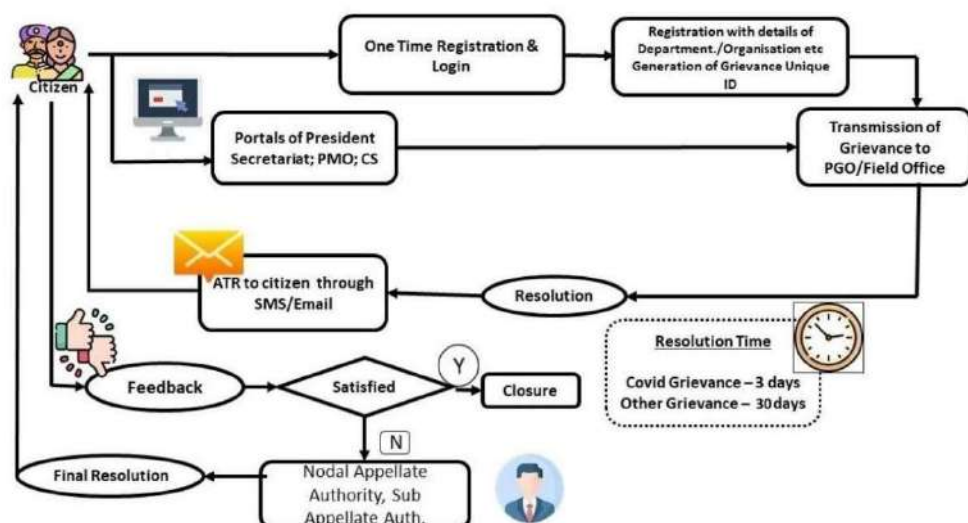 Citizen
One Time Registration &
Login
Registration with details of
Department./Organisation etc
Generation of Grievance Unique
ID
Portals of President
Secretariat; PMO; CS
Transmission of
Grievance to
PGO/Field Office
ATR to citizen through
SMS/Email
Resolution
Resolution Time
Covid Grievance – 3 days
Other Grievance – 30 days
Feedback
Satisfied
Y
Closure
N
Final Resolution
Nodal Appellate
Authority, Sub
Appellate Auth.